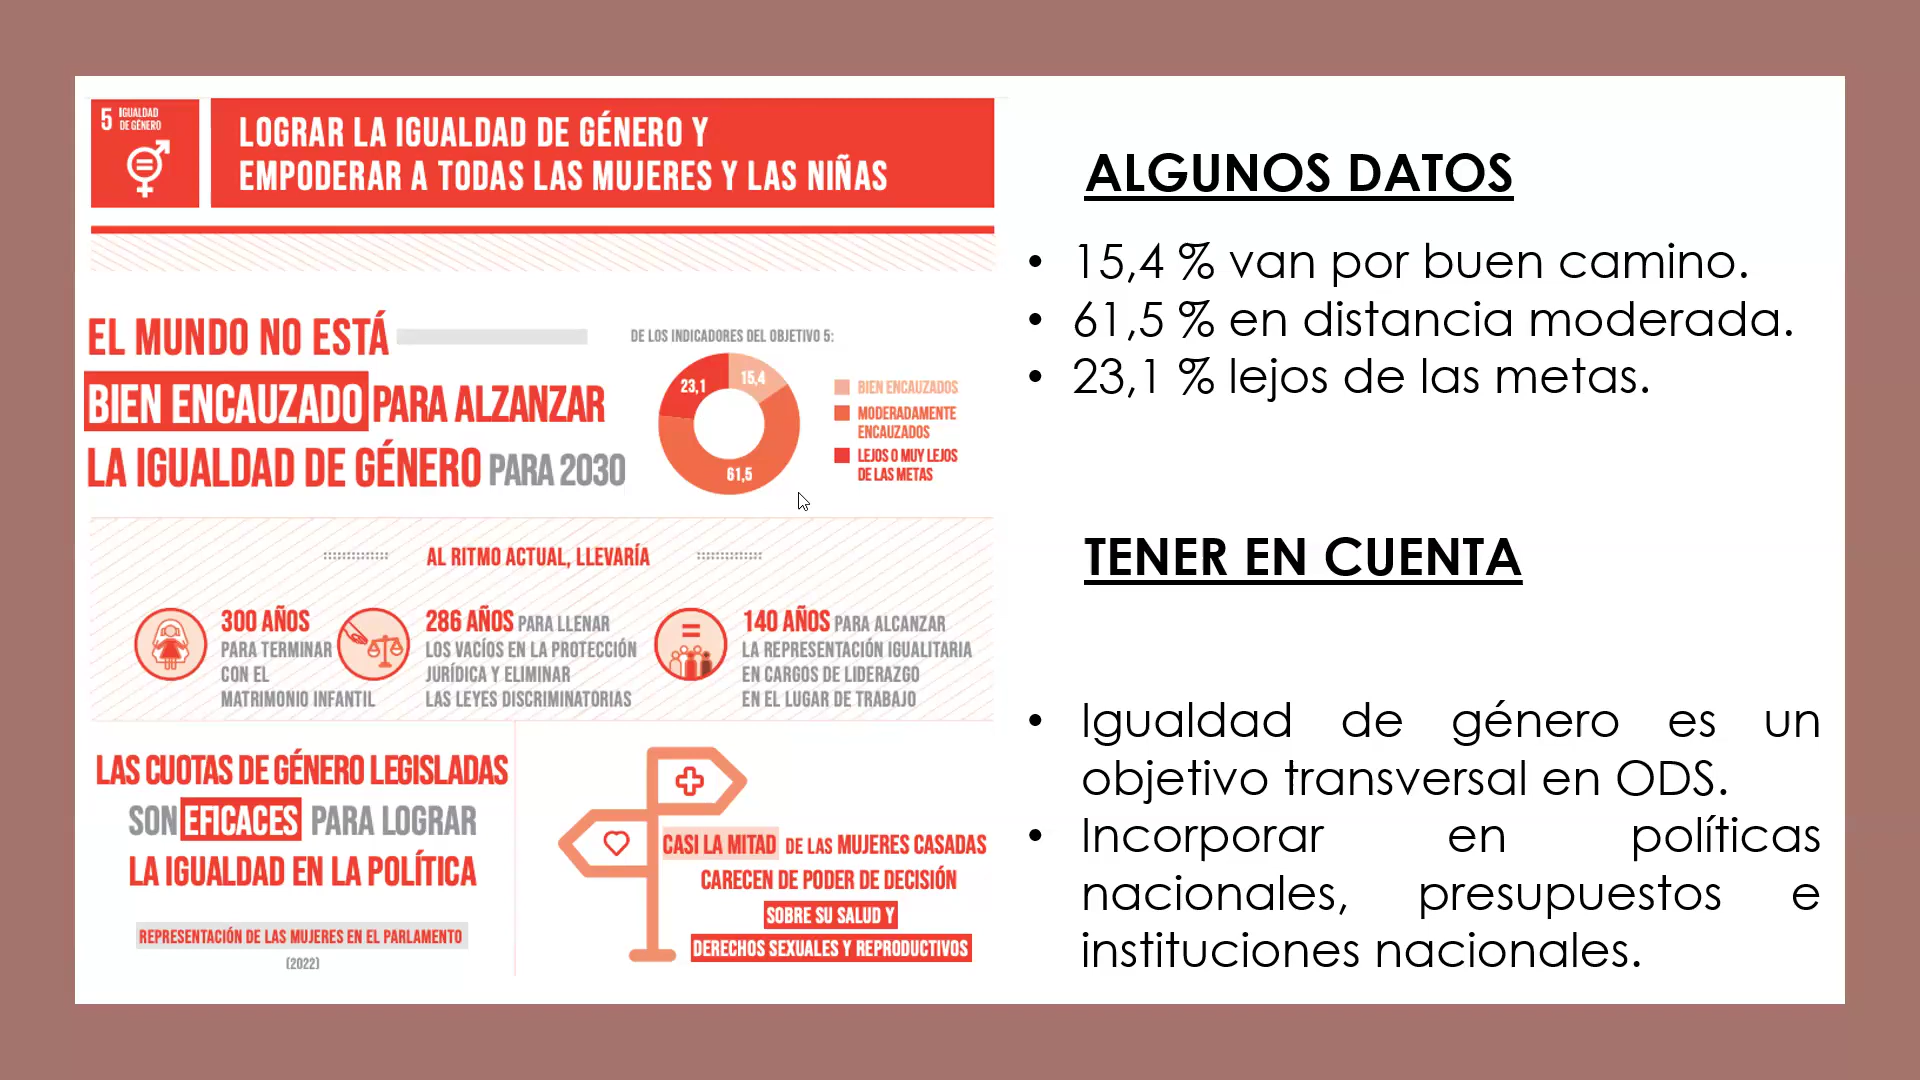 5 IGUALDAD
DE GÉNERO
LOGRAR LA IGUALDAD DE GÉNERO Y
EMPODERAR A TODAS LAS MUJERES Y LAS NIÑAS
EL MUNDO NO ESTÁ
BIEN ENCAUZADO PARA ALZANZAR
LA IGUALDAD DE GÉNERO PARA 2030
DE LOS INDICADORES DEL OBJETIVO 5:
23,1
15,4
61,5
BIEN ENCAUZADOS
MODERADAMENTE
ENCAUZADOS
LEJOS O MUY LEJOS
DE LAS METAS
AL RITMO ACTUAL, LLEVARÍA
300 AÑOS
PARA TERMINAR
CON EL
MATRIMONIO INFANTIL
286 AÑOS PARA LLENAR
LOS VACÍOS EN LA PROTECCIÓN
JURÍDICA Y ELIMINAR
LAS LEYES DISCRIMINATORIAS
140 AÑOS PARA ALCANZAR
LA REPRESENTACIÓN IGUALITARIA
EN CARGOS DE LIDERAZGO
EN EL LUGAR DE TRABAJO
LAS CUOTAS DE GÉNERO LEGISLADAS
SON EFICACES PARA LOGRAR
LA IGUALDAD EN LA POLÍTICA
REPRESENTACIÓN DE LAS MUJERES EN EL PARLAMENTO
(2022)
CASI LA MITAD DE LAS MUJERES CASADAS
CARECEN DE PODER DE DECISIÓN
SOBRE SU SALUD Y
DERECHOS SEXUALES Y REPRODUCTIVOS
ALGUNOS DATOS
• 15,4 % van por buen camino.
• 61,5 % en distancia moderada.
• 23,1 % lejos de las metas.
TENER EN CUENTA
• Igualdad de género es un
objetivo transversal en ODS.
• Incorporar en políticas
nacionales, presupuestos e
instituciones nacionales.